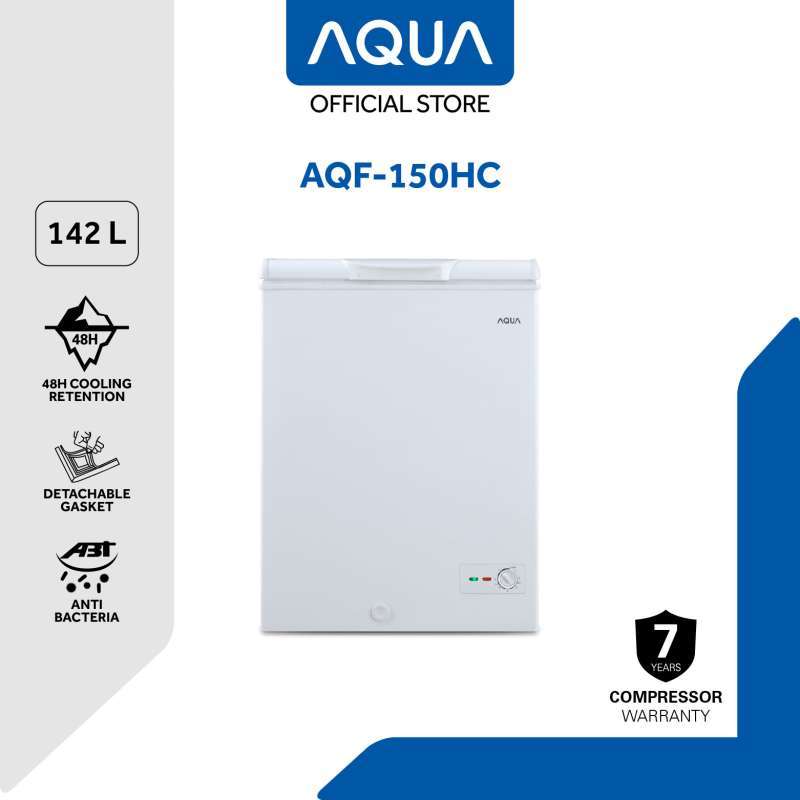 AQUA
OFFICIAL STORE
AQF-150HC
142 L
48H
48H COOLING
RETENTION
DETACHABLE
GASKET
ABT
ANTI
BACTERIA
AQUA
7
YEARS
COMPRESSOR
WARRANTY